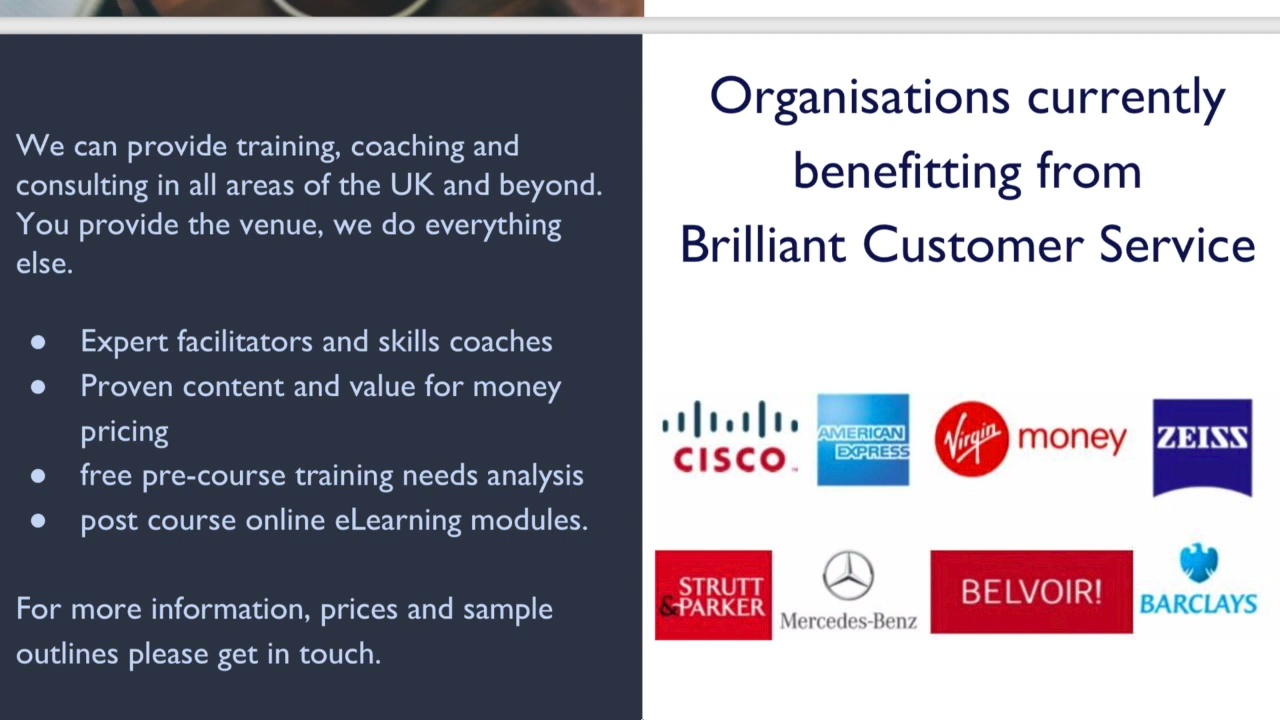 We can provide training, coaching and
consulting in all areas of the UK and beyond.
You provide the venue, we do everything
else.
● Expert facilitators and skills coaches
● Proven content and value for money
pricing
● free pre-course training needs analysis
● post course online eLearning modules.
For more information, prices and sample
outlines please get in touch.
Organisations currently
benefitting from
Brilliant Customer Service
CISCO
AMERICAN
EXPRESS
Virgin money
ZEISS
STRUTT
&PARKER
Mercedes-Benz
BELVOIR!
BARCLAYS